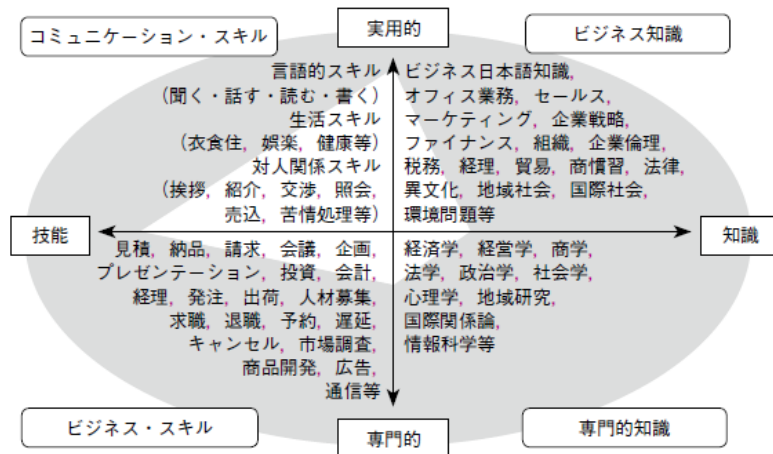 コミュニケーション・スキル
実用的
ビジネス知識
言語的スキル
(聞く・話す・読む・書く)
生活スキル
(衣食住, 娯楽, 健康等)
対人関係スキル
(挨拶, 紹介, 交渉, 照会,
売込, 苦情処理等)
ビジネス日本語知識,
オフィス業務, セールス,
マーケティング, 企業戦略,
ファイナンス, 組織, 企業倫理,
税務, 経理, 貿易, 商慣習, 法律,
異文化, 地域社会, 国際社会,
環境問題等
技能
知識
見積, 納品, 請求, 会議, 企画,
プレゼンテーション, 投資, 会計,
経理, 発注, 出荷, 人材募集,
求職, 退職, 予約, 遅延,
キャンセル, 市場調査,
商品開発, 広告,
通信等
経済学, 経営学, 商学,
法学, 政治学, 社会学,
心理学, 地域研究,
国際関係論,
情報科学等
ビジネス・スキル
専門的
専門的知識